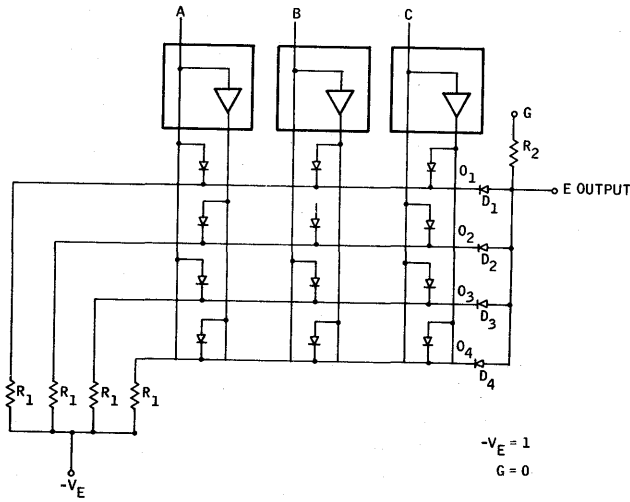 A B C
G
R2
O1
D1
E OUTPUT
O2
D2
O3
D3
O4
D4
R1 R1 R1 R1
-VE
-VE = 1
G = 0